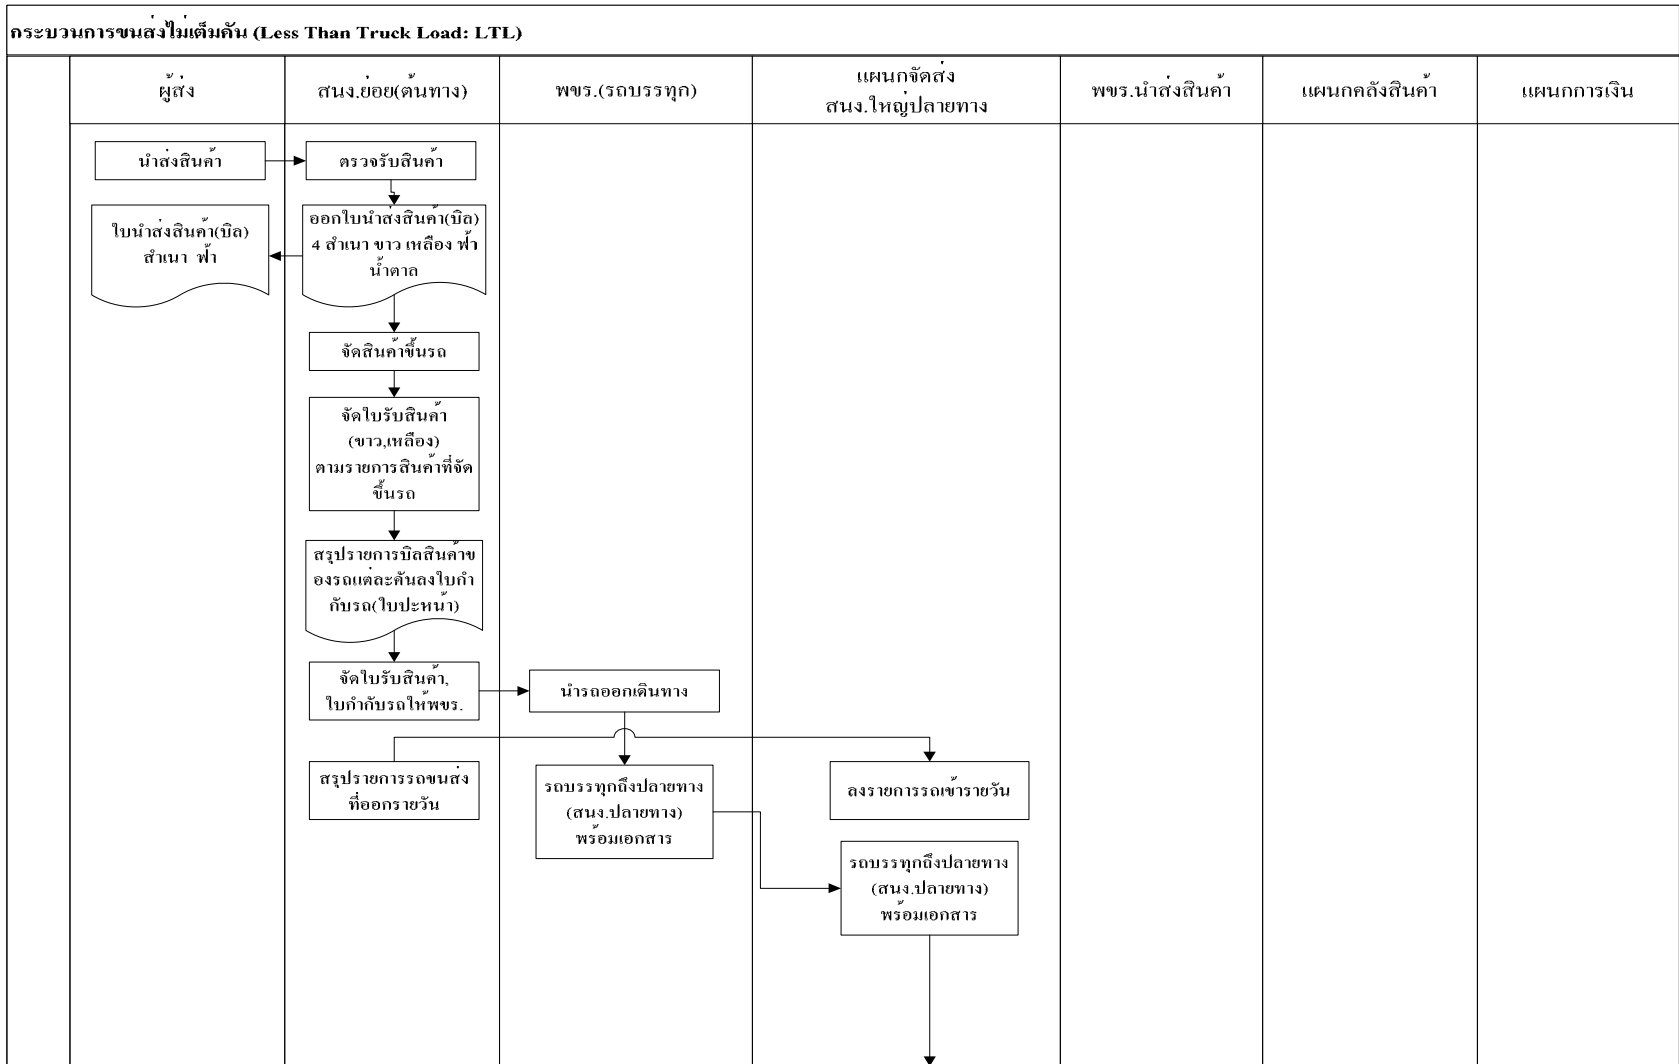 กระบวนการขนส่งไม่เต็มคัน (Less Than Truck Load: LTL)
ผู้ส่ง
สนง.ย่อย(ต้นทาง)
พขร.(รถบรรทุก)
แผนกจัดส่ง
สนง.ใหญ่ปลายทาง
พขร.นำส่งสินค้า
แผนกคลังสินค้า
แผนกการเงิน
นำส่งสินค้า
ตรวจรับสินค้า
ใบนำส่งสินค้า(บิล)
สำเนา ฟ้า
ออกใบนำส่งสินค้า(บิล)
4 สำเนา ขาว เหลือง ฟ้า
น้ำตาล
จัดสินค้าขึ้นรถ
จัดใบรับสินค้า
(ขาว,เหลือง)
ตามรายการสินค้าที่จัด
ขึ้นรถ
สรุปรายการบิลสินค้าข
องรถแต่ละคันลงใบกำ
กับรถ(ใบปะหน้า)
จัดใบรับสินค้า,
ใบกำกับรถให้พขร.
นำรถออกเดินทาง
สรุปรายการรถขนส่ง
ที่ออกรายวัน
รถบรรทุกถึงปลายทาง
(สนง.ปลายทาง)
พร้อมเอกสาร
ลงรายการรถเข้ารายวัน
รถบรรทุกถึงปลายทาง
(สนง.ปลายทาง)
พร้อมเอกสาร